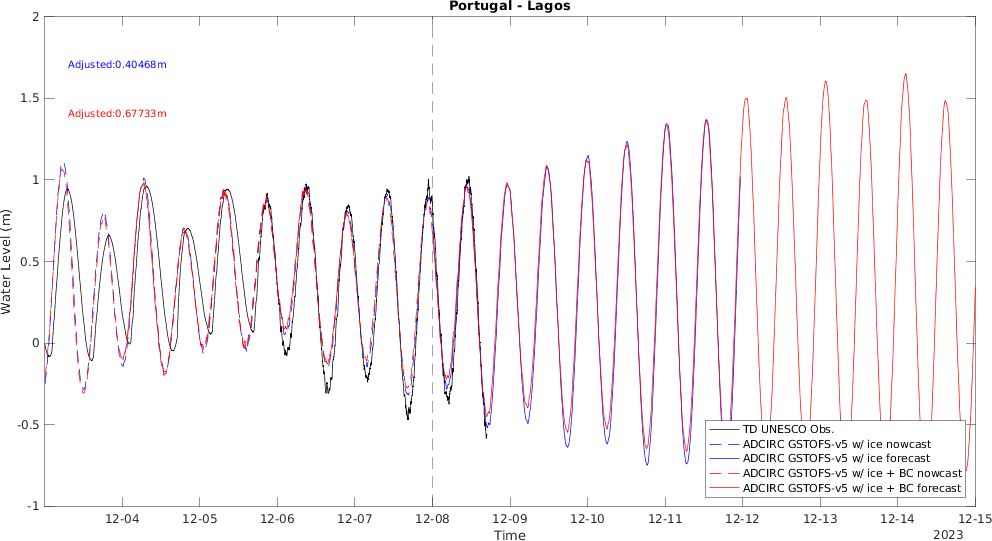 Portugal - Lagos
Adjusted:0.40468m
Adjusted:0.67733m
Water Level (m)
2
1.5
1
0.5
0
-0.5
-1
12-04 12-05 12-06 12-07 12-08 12-09 12-10 12-11 12-12 12-13 12-14 12-15
Time
2023
TD UNESCO Obs.
ADCIRC GSTOFS-v5 w/ ice nowcast
ADCIRC GSTOFS-v5 w/ ice forecast
ADCIRC GSTOFS-v5 w/ ice + BC nowcast
ADCIRC GSTOFS-v5 w/ ice + BC forecast